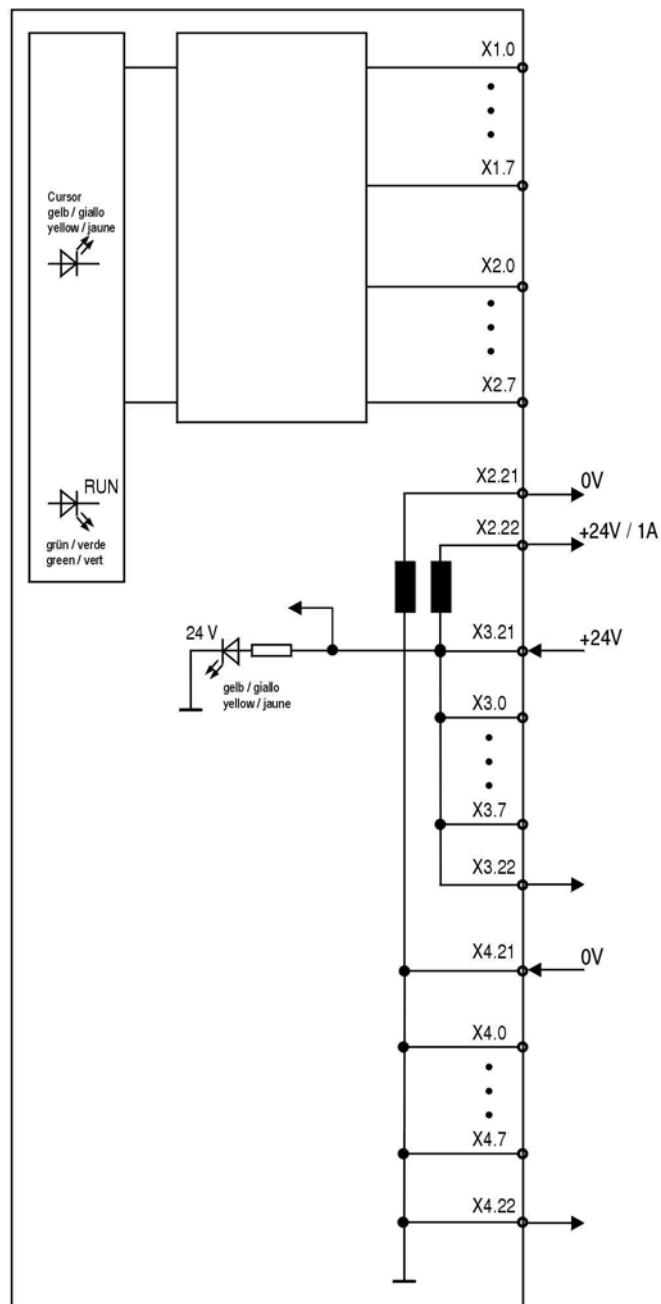 X1.0
X1.7
Cursor
gelb / giallo
yellow / jaune
X2.0
X2.7
X2.21
0V
RUN
X2.22
+24V / 1A
grün / verde
green / vert
24 V
X3.21
+24V
gelb / giallo
yellow / jaune
X3.0
X3.7
X3.22
X4.21
0V
X4.0
X4.7
X4.22